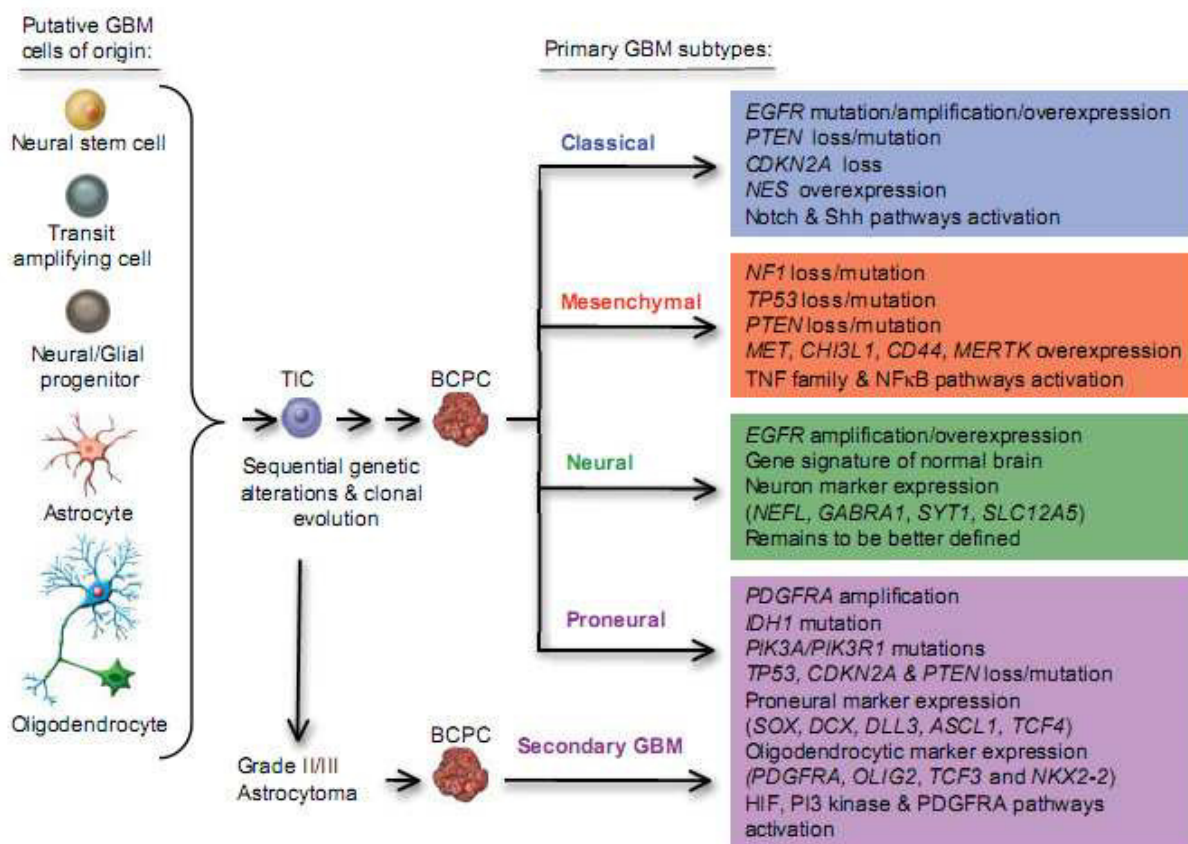 Putative GBM
cells of origin:
Neural stem cell
Transit
amplifying cell
Neural/Glial
progenitor
Astrocyte
Oligodendrocyte
TIC
BCPC
Sequential genetic
alterations & clonal
evolution
Grade II/III
Astrocytoma
BCPC
Primary GBM subtypes:
Classical
EGFR mutation/amplification/overexpression
PTEN loss/mutation
CDKN2A loss
NES overexpression
Notch & Shh pathways activation
Mesenchymal
NF1 loss/mutation
TP53 loss/mutation
PTEN loss/mutation
MET, CHI3L1, CD44, MERTK overexpression
TNF family & NFκB pathways activation
Neural
EGFR amplification/overexpression
Gene signature of normal brain
Neuron marker expression
(NEFL, GABRA1, SYT1, SLC12A5)
Remains to be better defined
Proneural
Secondary GBM
PDGFRA amplification
IDH1 mutation
PIK3A/PIK3R1 mutations
TP53, CDKN2A & PTEN loss/mutation
Proneural marker expression
(SOX, DCX, DLL3, ASCL1, TCF4)
Oligodendrocytic marker expression
(PDGFRA, OLIG2, TCF3 and NKX2-2)
HIF, PI3 kinase & PDGFRA pathways
activation